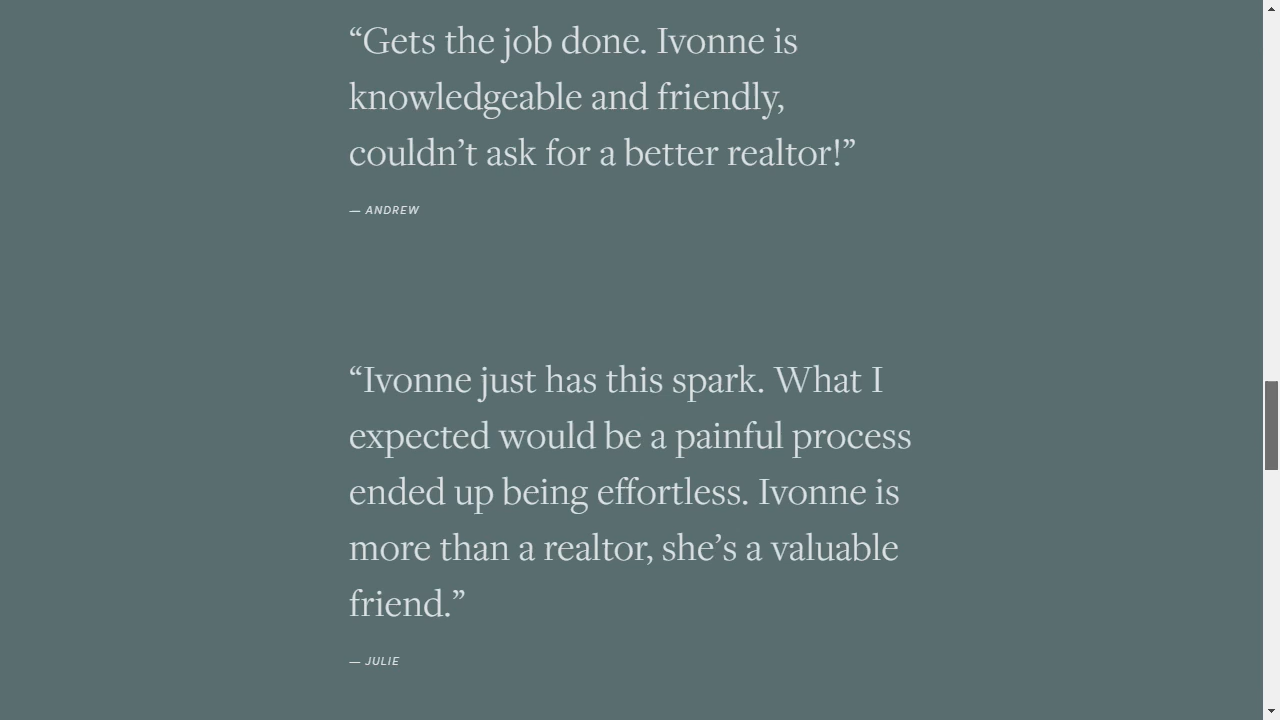 “Gets the job done. Ivonne is
knowledgeable and friendly,
couldn’t ask for a better realtor!”
— ANDREW
“Ivonne just has this spark. What I
expected would be a painful process
ended up being effortless. Ivonne is
more than a realtor, she’s a valuable
friend.”
— JULIE